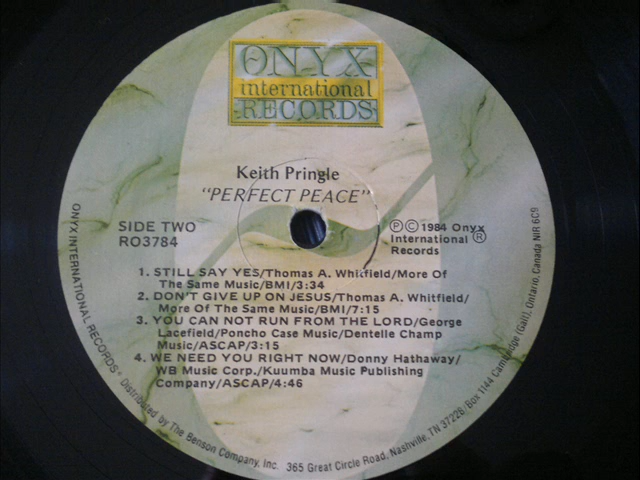 ONYX
international
RECORDS
Keith Pringle
"PERFECT PEACE"
SIDE TWO
RO3784
ⓅⒸ 1984 Onyx
International ®
Records
1. STILL SAY YES/Thomas A. Whitfield/More Of
The Same Music/BMI/3:34
2. DON'T GIVE UP ON JESUS/Thomas A. Whitfield/
More Of The Same Music/BMI/7:15
3. YOU CAN NOT RUN FROM THE LORD/George
Lacefield/Poncho Case Music/Dentelle Champ
Music/ASCAP/3:15
4. WE NEED YOU RIGHT NOW/Donny Hathaway/
WB Music Corp./Kuumba Music Publishing
Company/ASCAP/4:46
ONYX INTERNATIONAL RECORDS® Distributed by The Benson Company, Inc. 365 Great Circle Road, Nashville, TN 37228, Box 1144 Cambridge (Galt), Ontario, Canada NIR 6C9